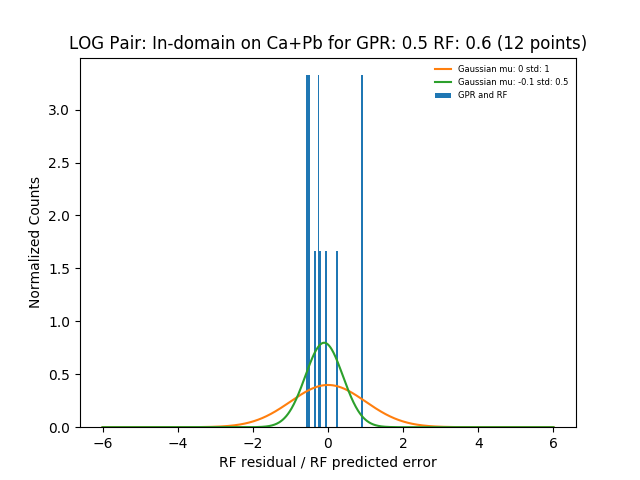 LOG Pair: In-domain on Ca+Pb for GPR: 0.5 RF: 0.6 (12 points)
Gaussian mu: 0 std: 1
Gaussian mu: -0.1 std: 0.5
GPR and RF
Normalized Counts
3.0
2.5
2.0
1.5
1.0
0.5
0.0
−6 −4 −2 0 2 4 6
RF residual / RF predicted error